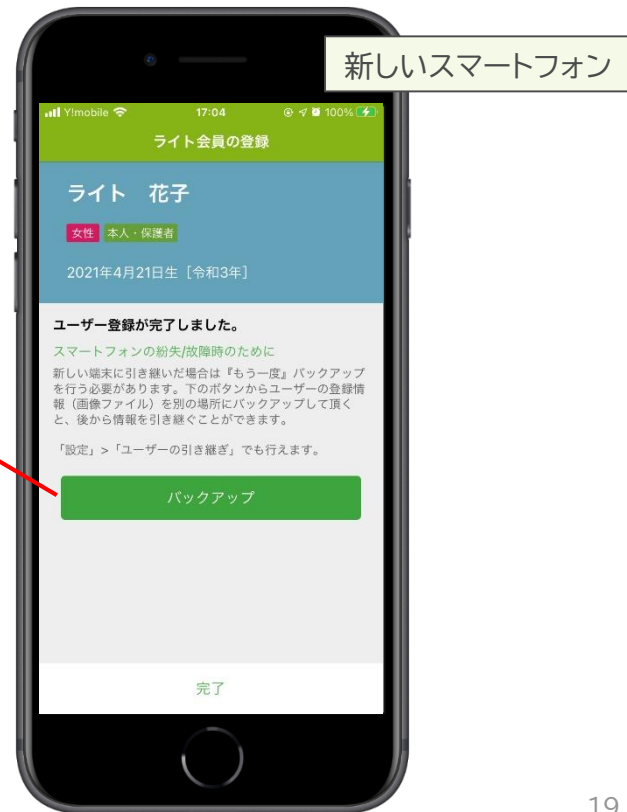 新しいスマートフォン
Y!mobile 17:04 100%
ライト会員の登録
ライト 花子
女性 本人・保護者
2021年4月21日生［令和3年］
ユーザー登録が完了しました。
スマートフォンの紛失/故障時のために
新しい端末に引き継いだ場合は『もう一度』バックアップ
を行う必要があります。下のボタンからユーザーの登録情
報（画像ファイル）を別の場所にバックアップして頂く
と、後から情報を引き継ぐことができます。
「設定」>「ユーザーの引き継ぎ」でも行えます。
バックアップ
完了
19